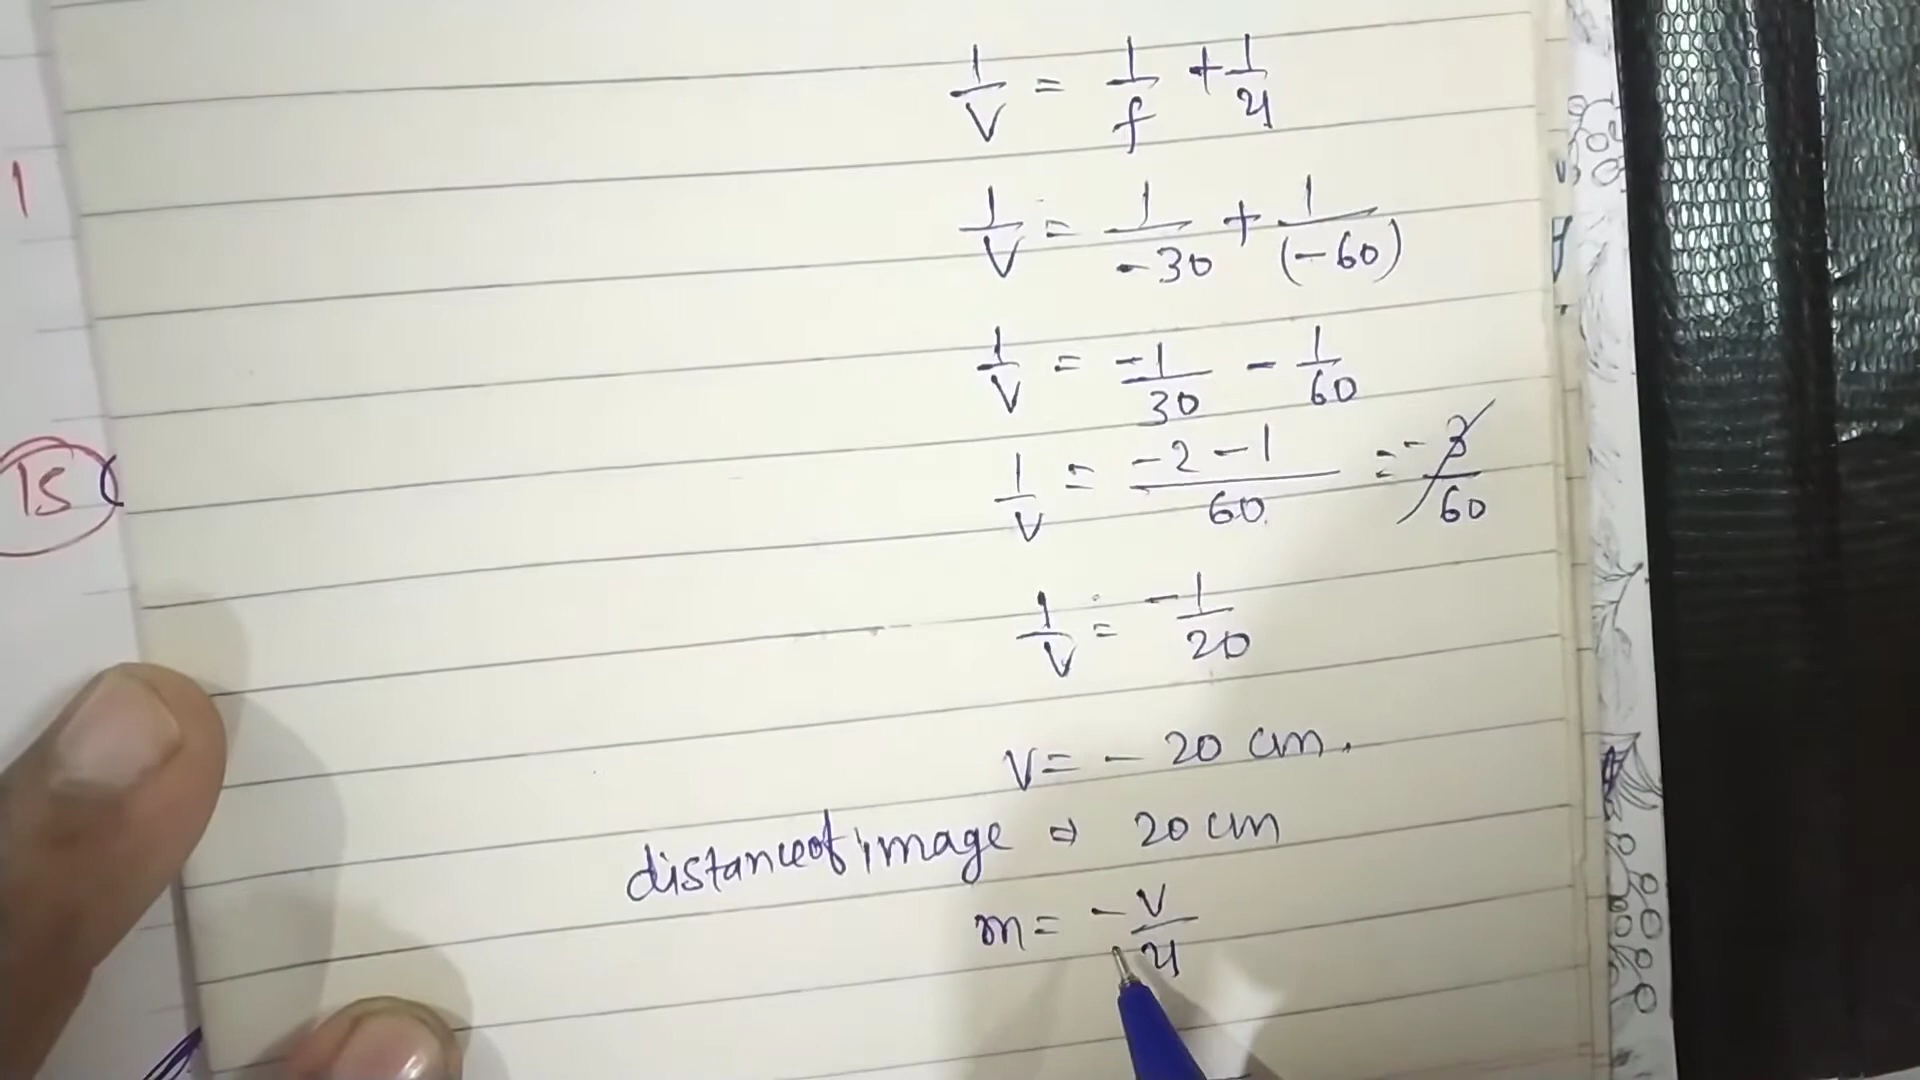 1/V = 1/f + 1/u
1/V = 1/-30 + 1/(-60)
1/V = -1/30 - 1/60
1/V = -2-1/60 = -3/60
1/V = -1/20
V = - 20 cm.
distance of image ⇒ 20 cm
m = - V/u
1
15